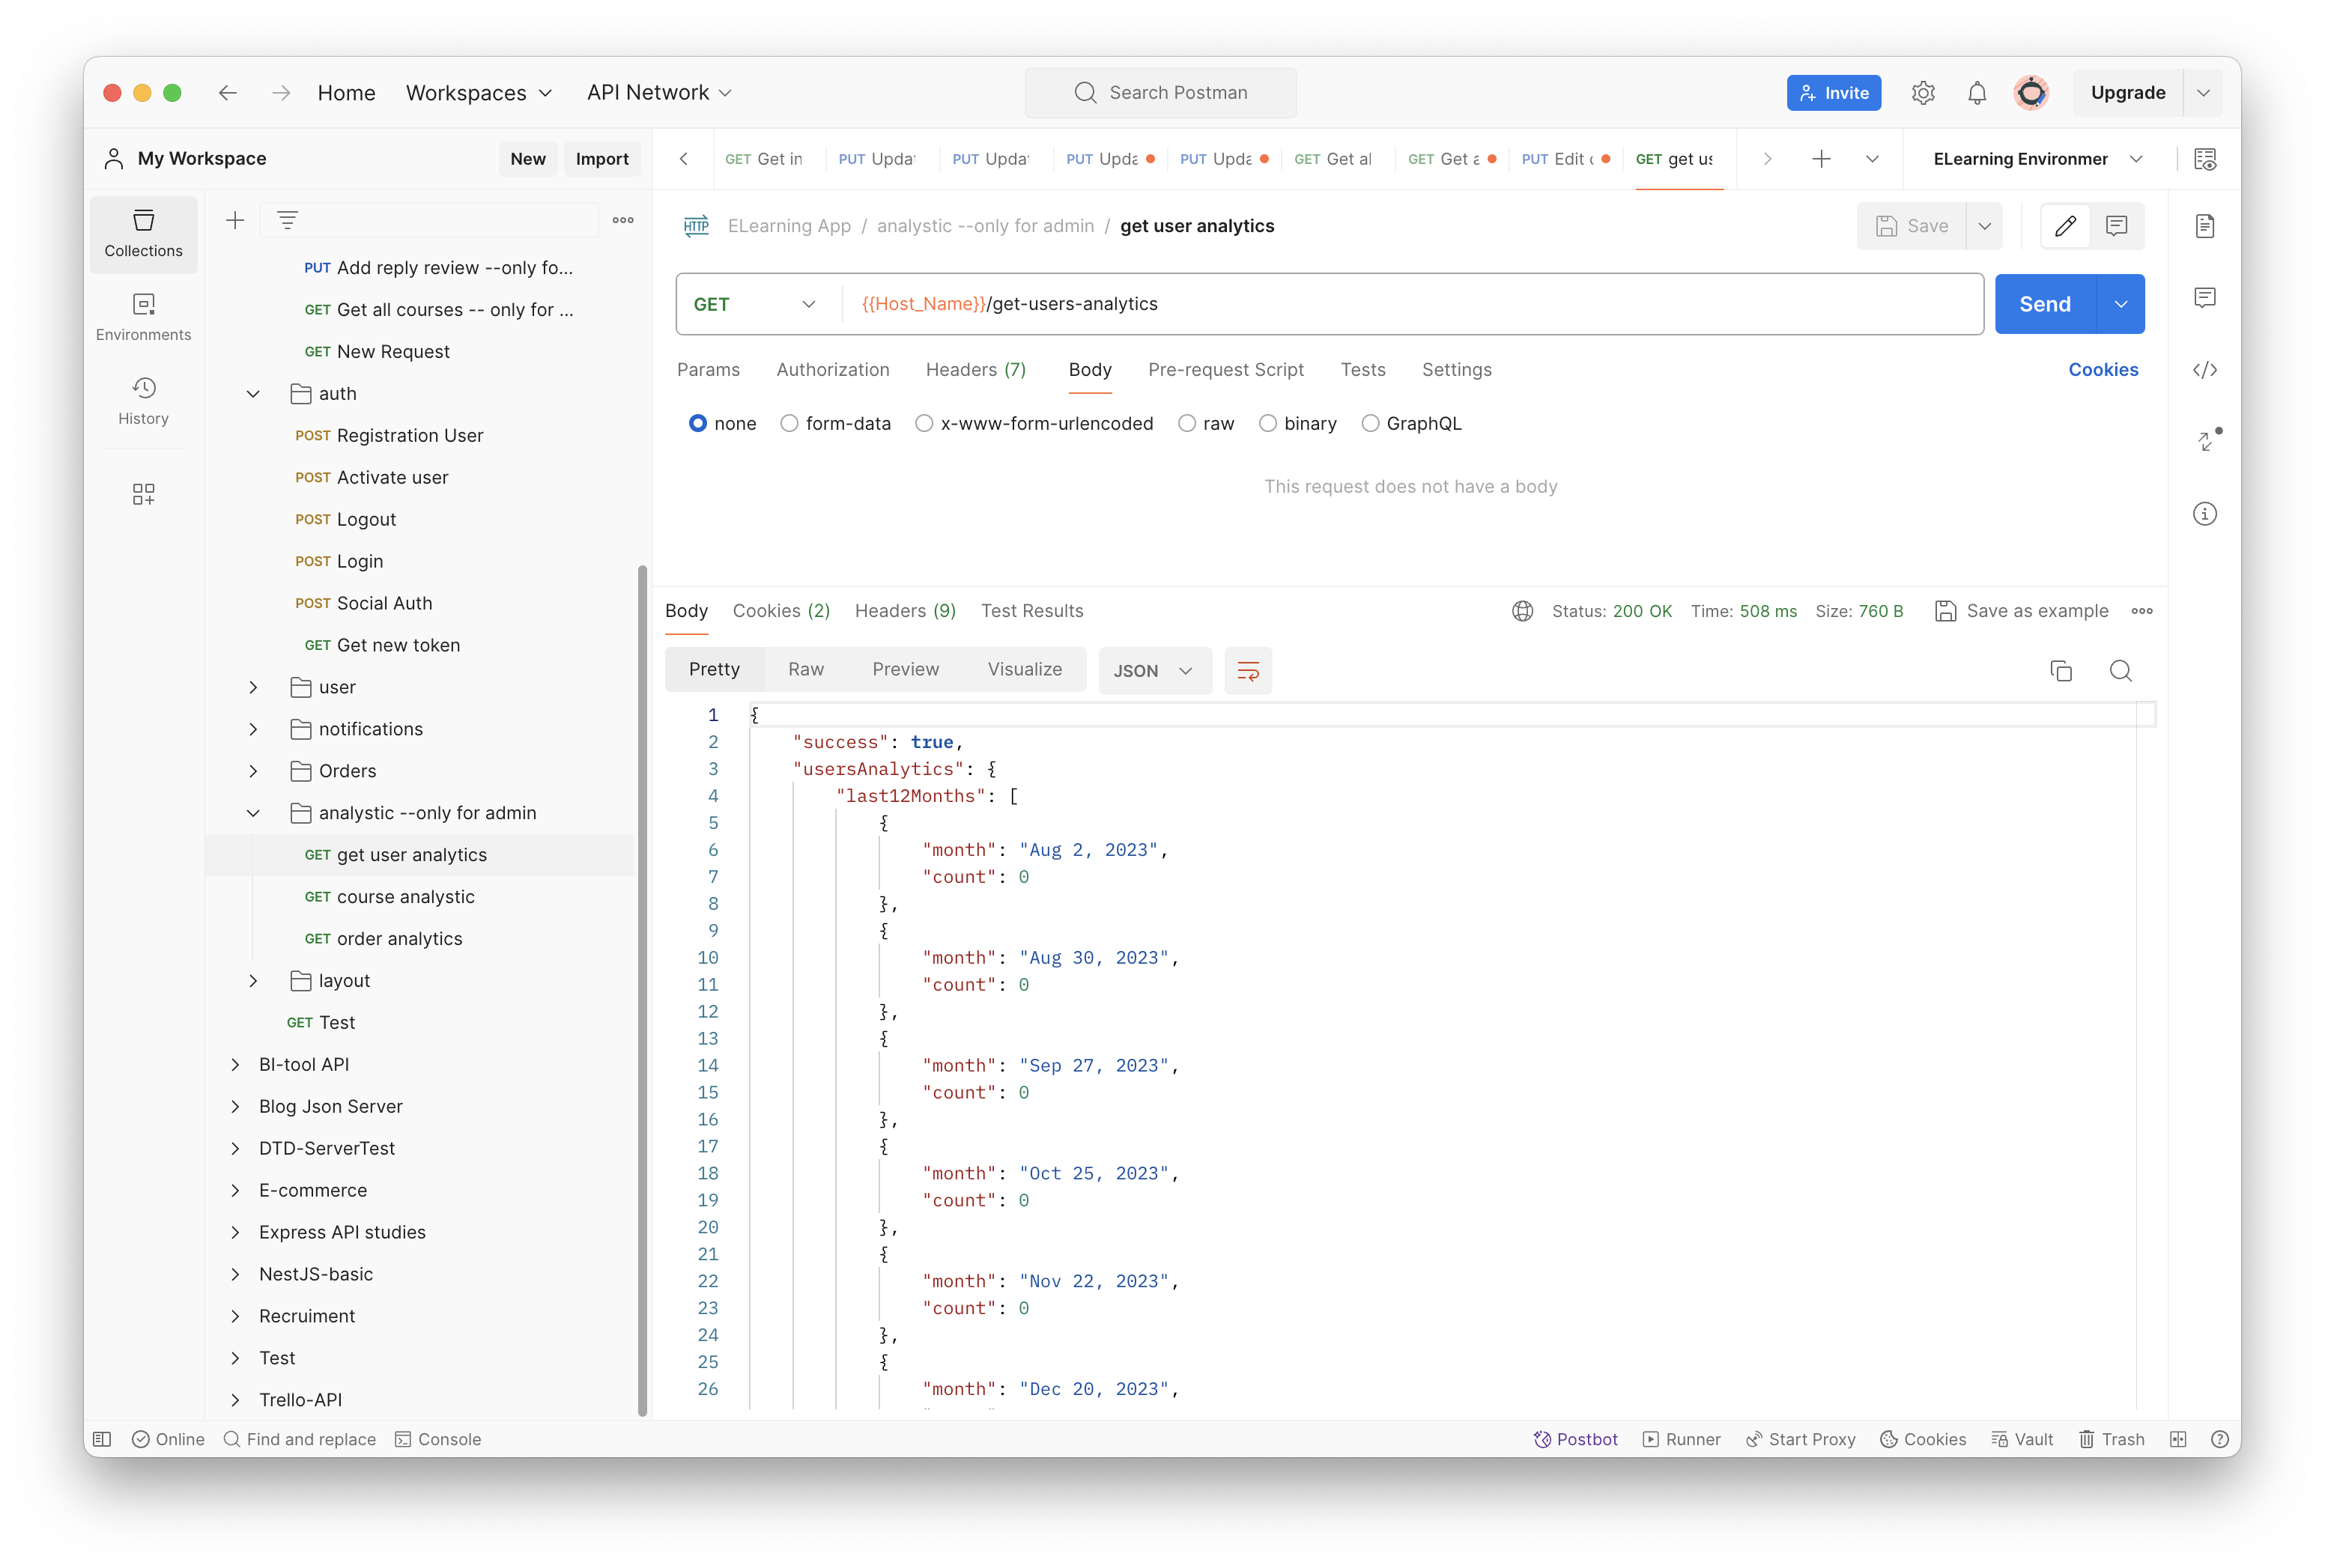 Home
Workspaces
API Network
Search Postman
Invite
Upgrade
My Workspace
New
Import
GET Get in
PUT Updat
PUT Updat
PUT Upda
PUT Upda
GET Get al
GET Get a
PUT Edit c
GET get us
ELearning Environmer
Collections
Environments
History
PUT Add reply review --only fo...
GET Get all courses -- only for ...
GET New Request
auth
POST Registration User
POST Activate user
POST Logout
POST Login
POST Social Auth
GET Get new token
user
notifications
Orders
analystic --only for admin
GET get user analytics
GET course analystic
GET order analytics
layout
GET Test
BI-tool API
Blog Json Server
DTD-ServerTest
E-commerce
Express API studies
NestJS-basic
Recruiment
Test
Trello-API
HTTP ELearning App / analystic --only for admin / get user analytics
Save
GET
{{Host_Name}}/get-users-analytics
Send
Params Authorization Headers (7) Body Pre-request Script Tests Settings
Cookies
none form-data x-www-form-urlencoded raw binary GraphQL
This request does not have a body
Body Cookies (2) Headers (9) Test Results
Status: 200 OK Time: 508 ms Size: 760 B
Save as example
Pretty Raw Preview Visualize
JSON
1 {
2 "success": true,
3 "usersAnalytics": {
4 "last12Months": [
5 {
6 "month": "Aug 2, 2023",
7 "count": 0
8 },
9 {
10 "month": "Aug 30, 2023",
11 "count": 0
12 },
13 {
14 "month": "Sep 27, 2023",
15 "count": 0
16 },
17 {
18 "month": "Oct 25, 2023",
19 "count": 0
20 },
21 {
22 "month": "Nov 22, 2023",
23 "count": 0
24 },
25 {
26 "month": "Dec 20, 2023",
Online
Find and replace
Console
Postbot
Runner
Start Proxy
Cookies
Vault
Trash